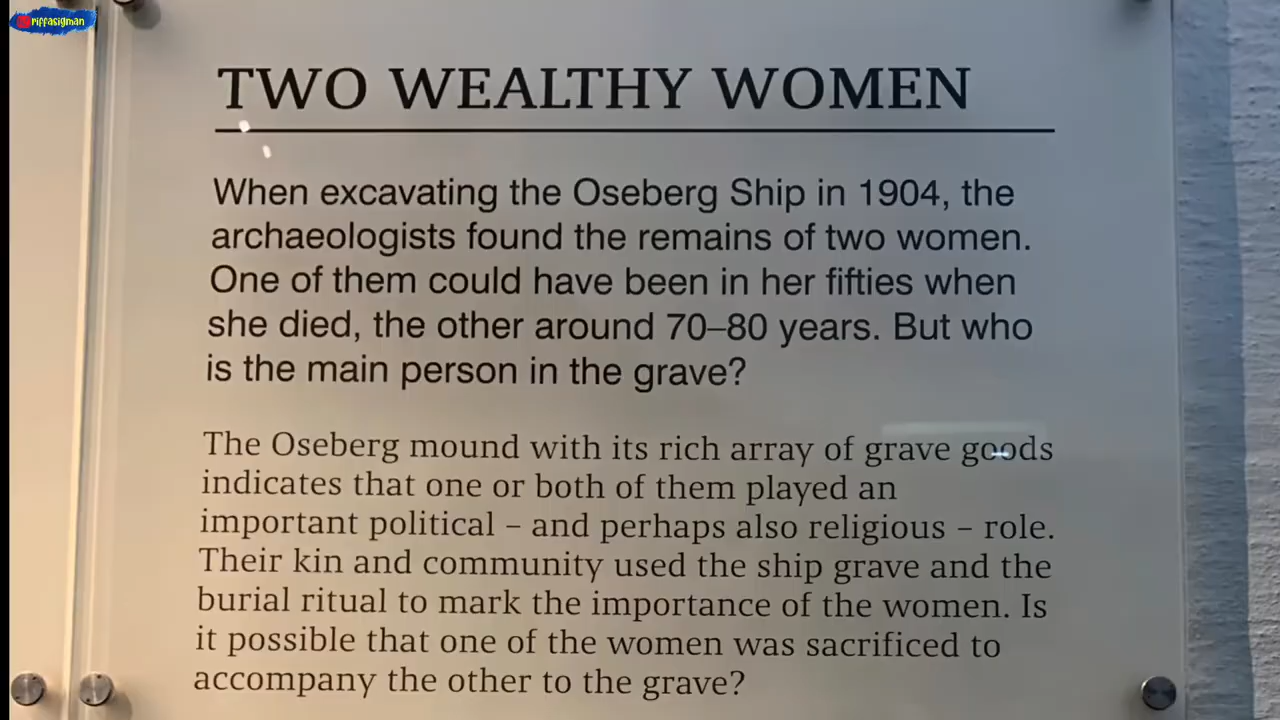 riffasigman
TWO WEALTHY WOMEN
When excavating the Oseberg Ship in 1904, the
archaeologists found the remains of two women.
One of them could have been in her fifties when
she died, the other around 70–80 years. But who
is the main person in the grave?
The Oseberg mound with its rich array of grave goods
indicates that one or both of them played an
important political – and perhaps also religious – role.
Their kin and community used the ship grave and the
burial ritual to mark the importance of the women. Is
it possible that one of the women was sacrificed to
accompany the other to the grave?